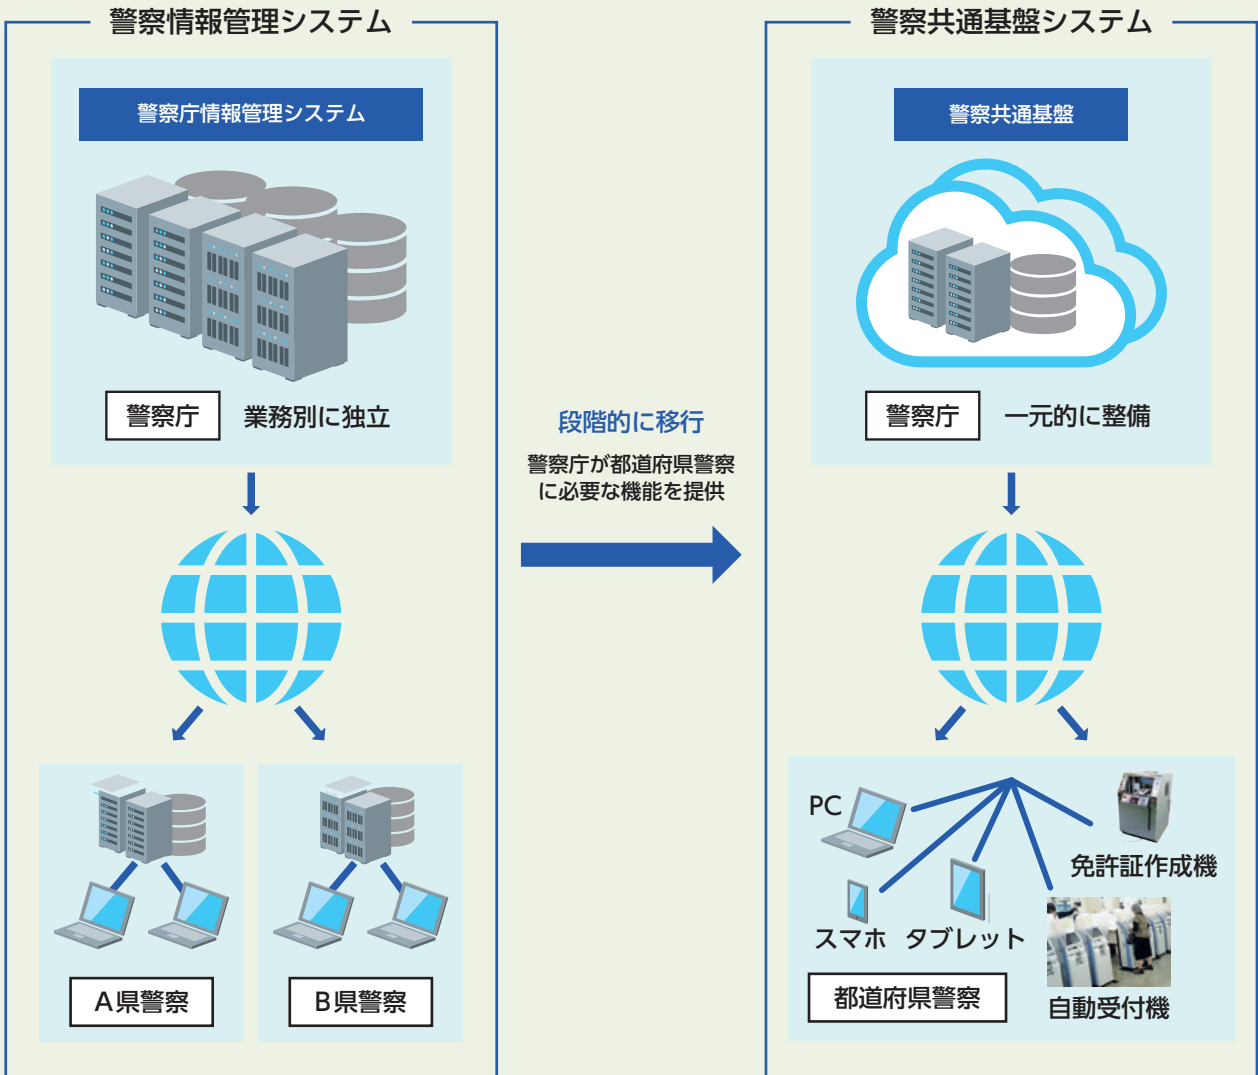 警察情報管理システム
警察庁情報管理システム
警察庁
業務別に独立
A県警察
B県警察
段階的に移行
警察庁が都道府県警察
に必要な機能を提供
警察共通基盤システム
警察共通基盤
警察庁
一元的に整備
PC
免許証作成機
スマホ
タブレット
都道府県警察
自動受付機